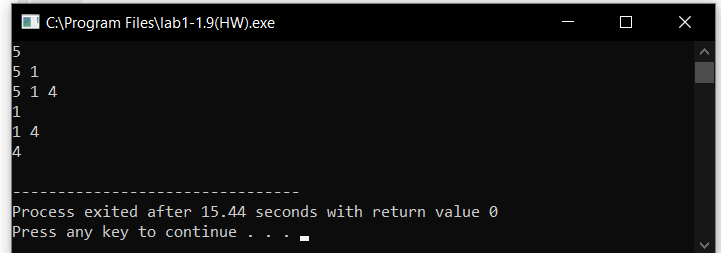 C:\Program Files\lab1-1.9(HW).exe
5
5 1
5 1 4
1
1 4
4
--------------------------------
Process exited after 15.44 seconds with return value 0
Press any key to continue . . .